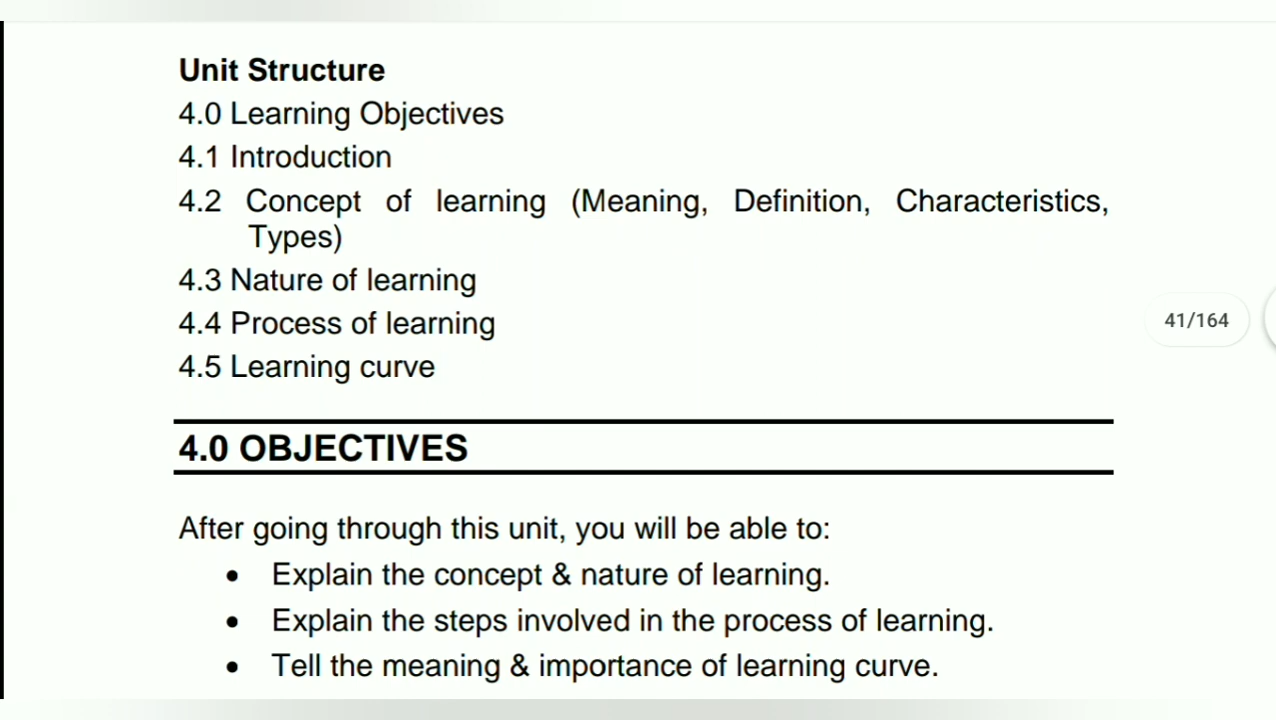 Unit Structure
4.0 Learning Objectives
4.1 Introduction
4.2 Concept of learning (Meaning, Definition, Characteristics,
Types)
4.3 Nature of learning
4.4 Process of learning
4.5 Learning curve
41/164
4.0 OBJECTIVES
After going through this unit, you will be able to:
• Explain the concept & nature of learning.
• Explain the steps involved in the process of learning.
• Tell the meaning & importance of learning curve.